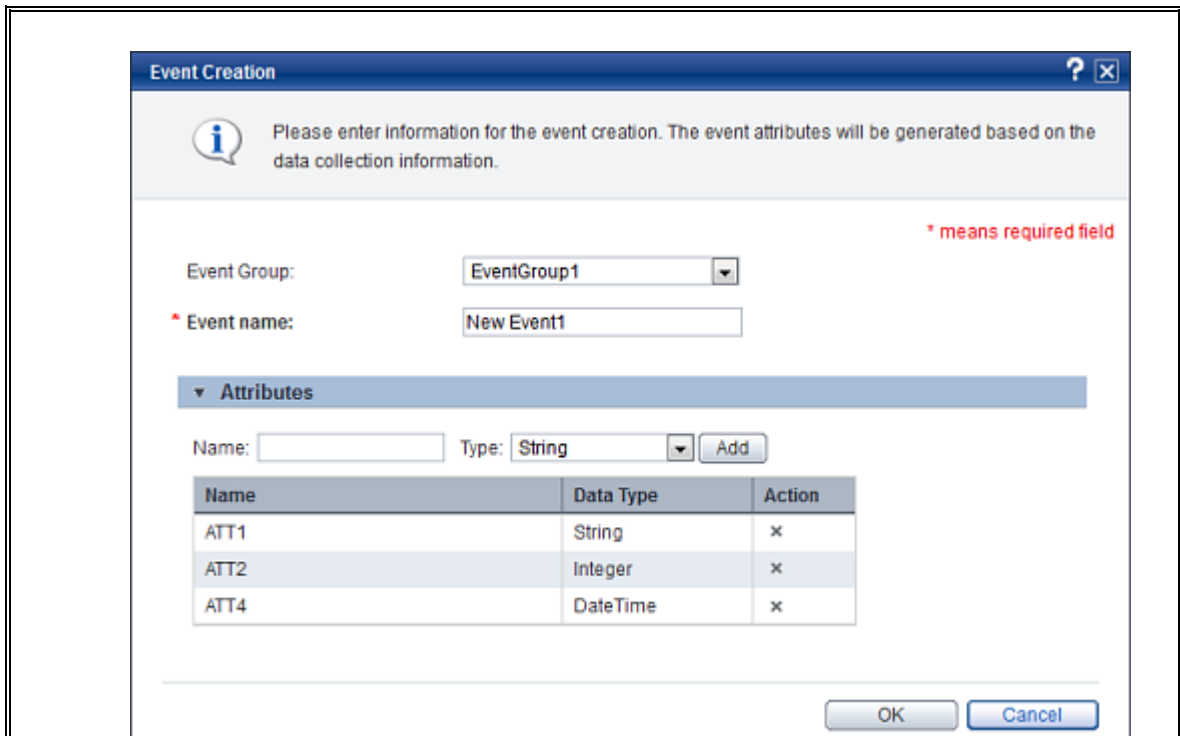 Event Creation ?
Please enter information for the event creation. The event attributes will be generated based on the
data collection information.
* means required field
Event Group: EventGroup1
* Event name: New Event1
Attributes
Name: Type: String Add
Name Data Type Action
ATT1 String ×
ATT2 Integer ×
ATT4 DateTime ×
OK Cancel